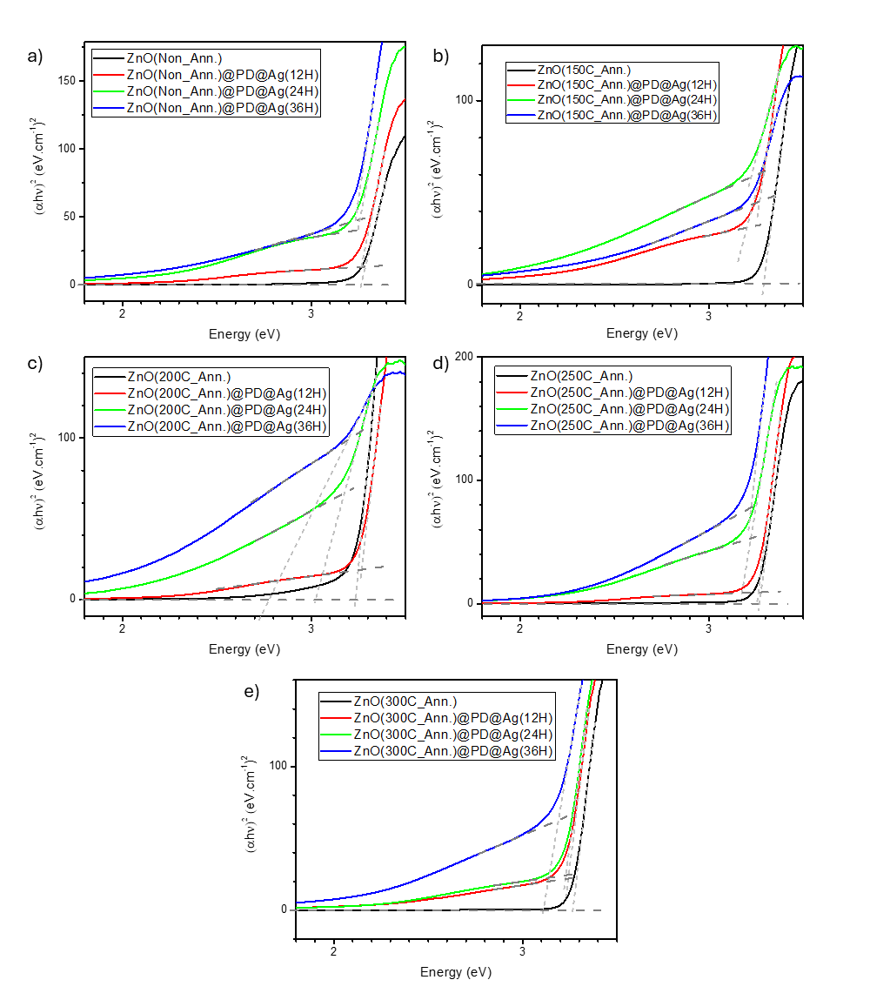 a)
ZnO(Non_Ann.)
ZnO(Non_Ann.)@PD@Ag(12H)
ZnO(Non_Ann.)@PD@Ag(24H)
ZnO(Non_Ann.)@PD@Ag(36H)
150
100
50
0
(αhν)² (eV.cm⁻¹)²
2 3
Energy (eV)
b)
ZnO(150C_Ann.)
ZnO(150C_Ann.)@PD@Ag(12H)
ZnO(150C_Ann.)@PD@Ag(24H)
ZnO(150C_Ann.)@PD@Ag(36H)
100
0
(αhν)² (eV.cm⁻¹)²
2 3
Energy (eV)
c)
ZnO(200C_Ann.)
ZnO(200C_Ann.)@PD@Ag(12H)
ZnO(200C_Ann.)@PD@Ag(24H)
ZnO(200C_Ann.)@PD@Ag(36H)
100
0
(αhν)² (eV.cm⁻¹)²
2 3
Energy (eV)
d)
ZnO(250C_Ann.)
ZnO(250C_Ann.)@PD@Ag(12H)
ZnO(250C_Ann.)@PD@Ag(24H)
ZnO(250C_Ann.)@PD@Ag(36H)
200
100
0
(αhν)² (eV.cm⁻¹)²
2 3
Energy (eV)
e)
ZnO(300C_Ann.)
ZnO(300C_Ann.)@PD@Ag(12H)
ZnO(300C_Ann.)@PD@Ag(24H)
ZnO(300C_Ann.)@PD@Ag(36H)
100
0
(αhν)² (eV.cm⁻¹)²
2 3
Energy (eV)